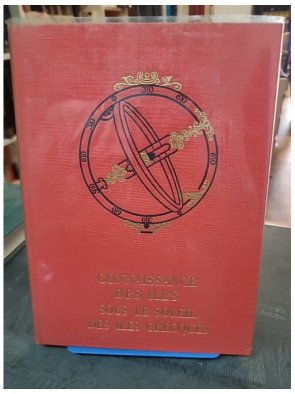 CONNAISSANCE
DES ILES
SOUS LE SOLEIL
DES ILES GRECQUES